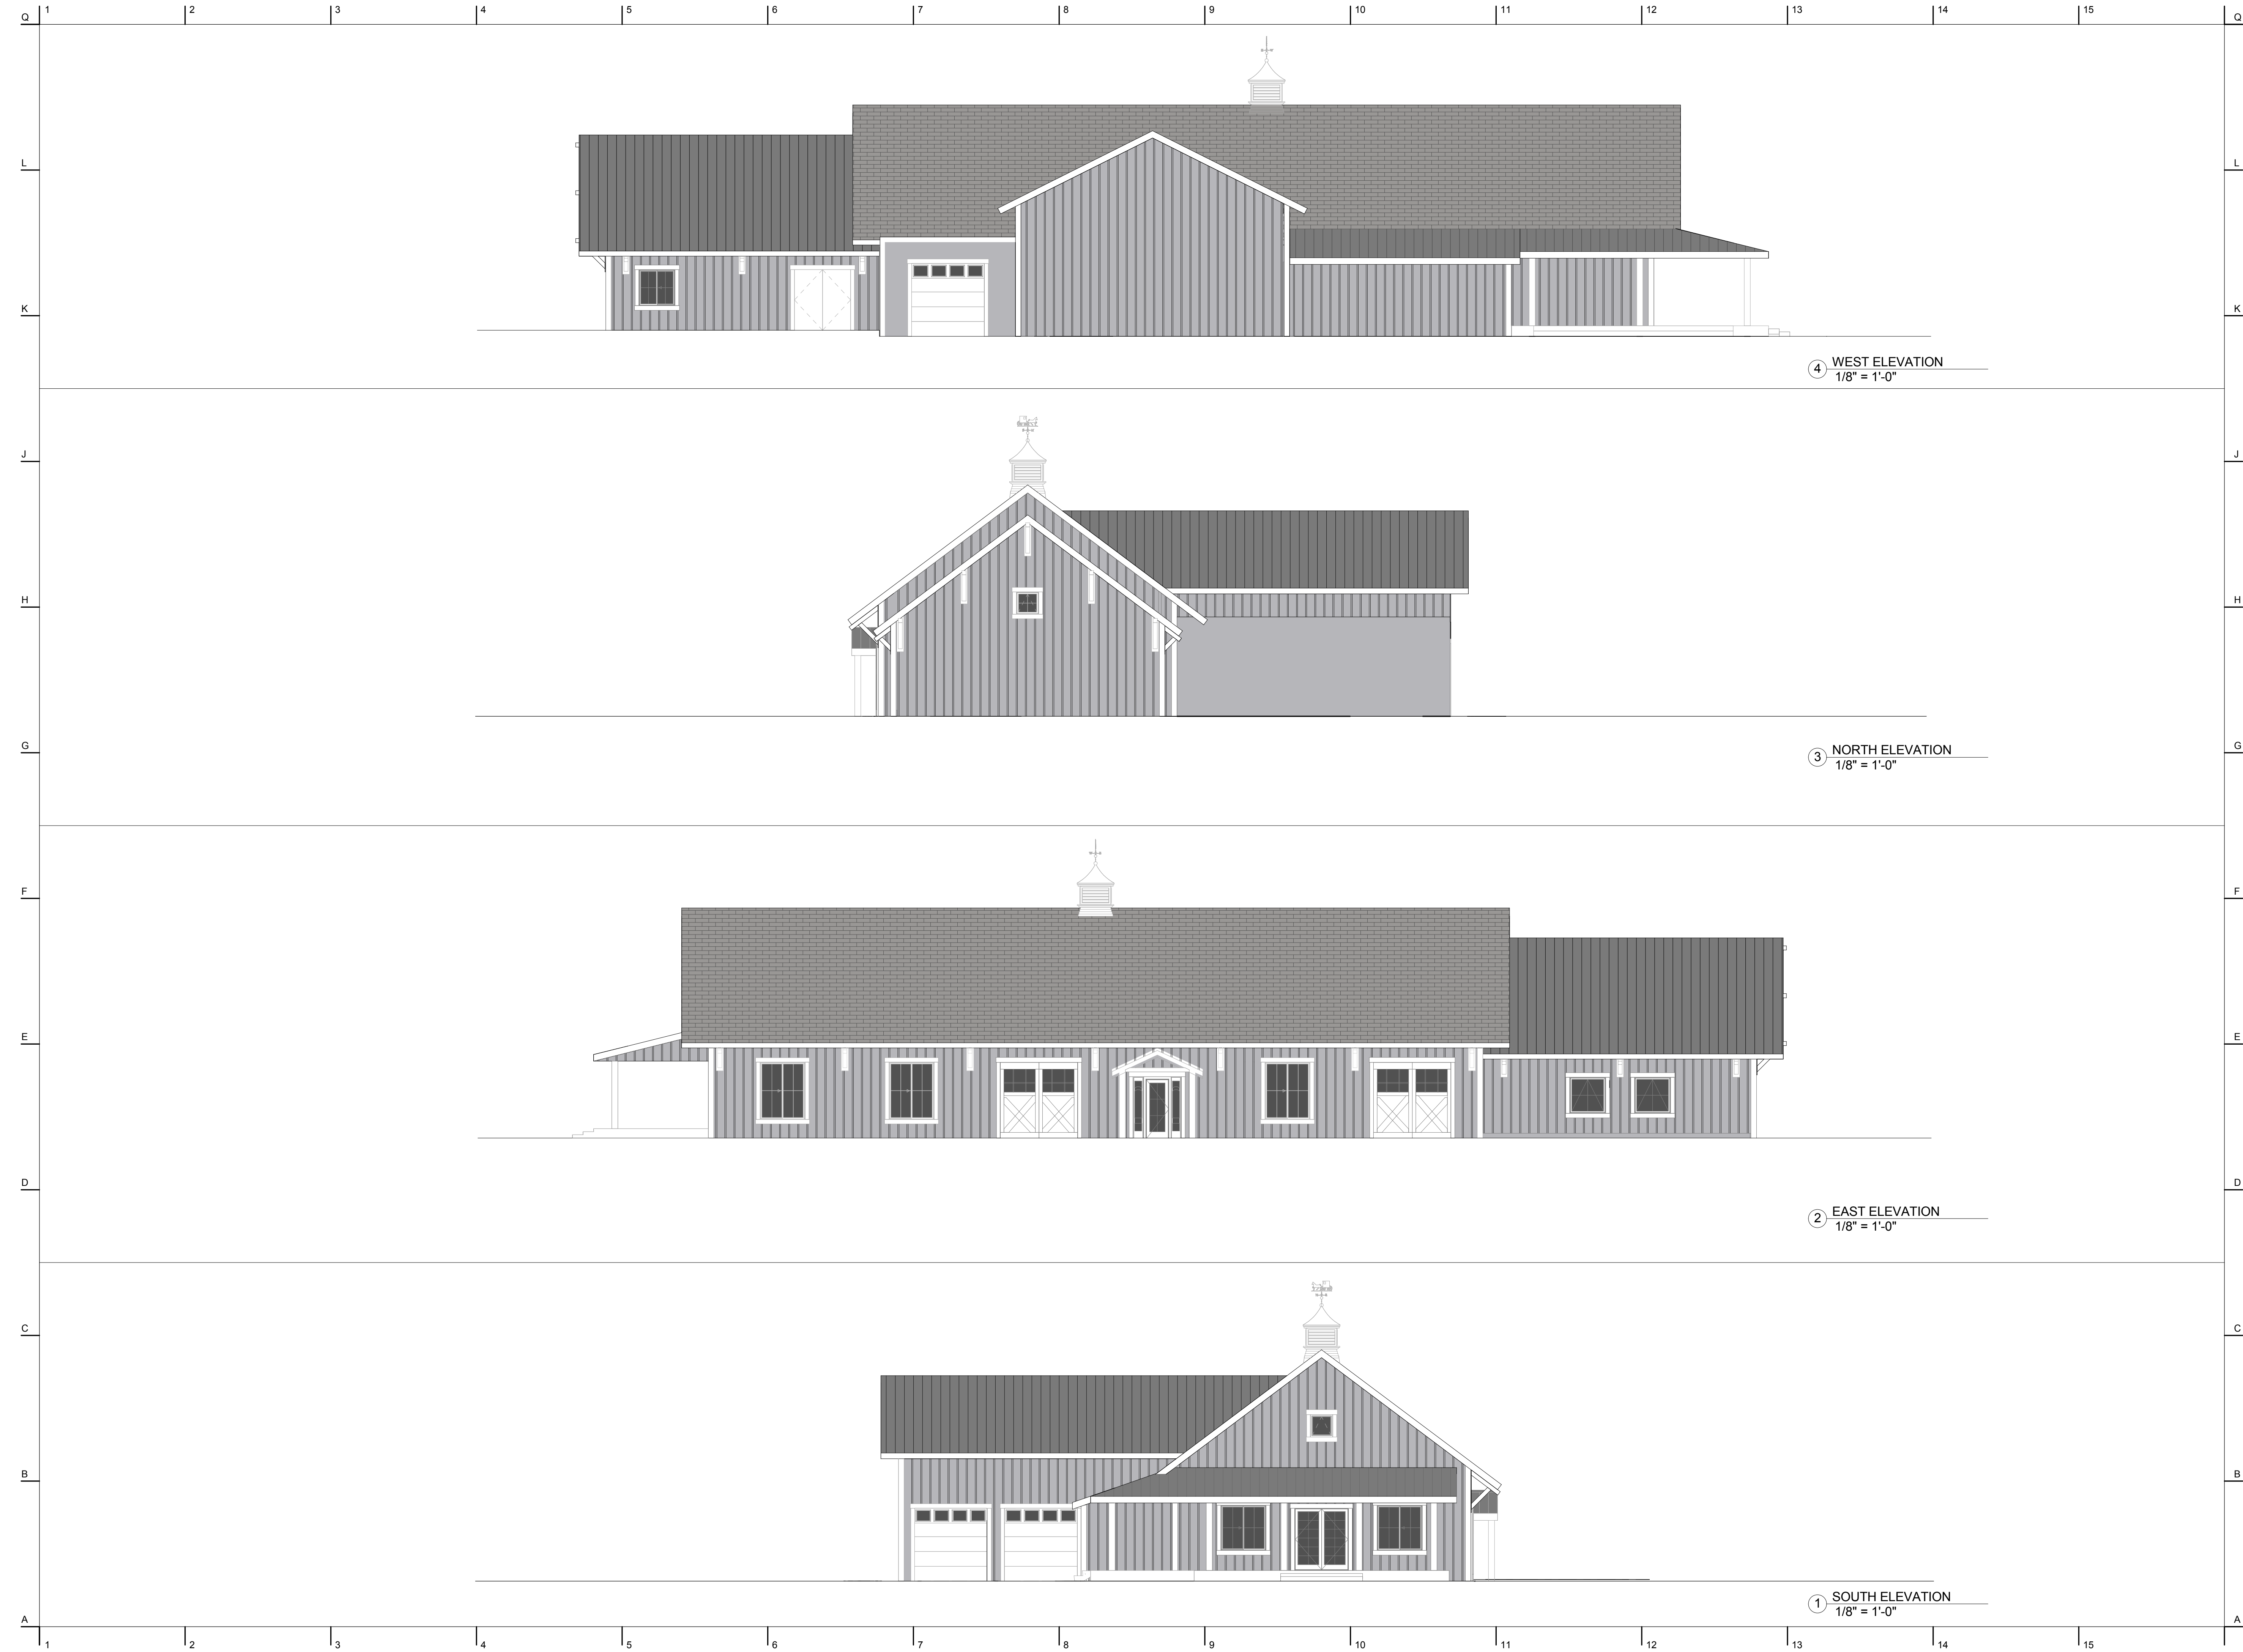 1 2 3 4 5 6 7 8 9 10 11 12 13 14 15
Q Q
L L
K K
4 WEST ELEVATION
1/8" = 1'-0"
J J
H H
G G
3 NORTH ELEVATION
1/8" = 1'-0"
F F
E E
D D
2 EAST ELEVATION
1/8" = 1'-0"
C C
B B
1 SOUTH ELEVATION
1/8" = 1'-0"
A A
1 2 3 4 5 6 7 8 9 10 11 12 13 14 15